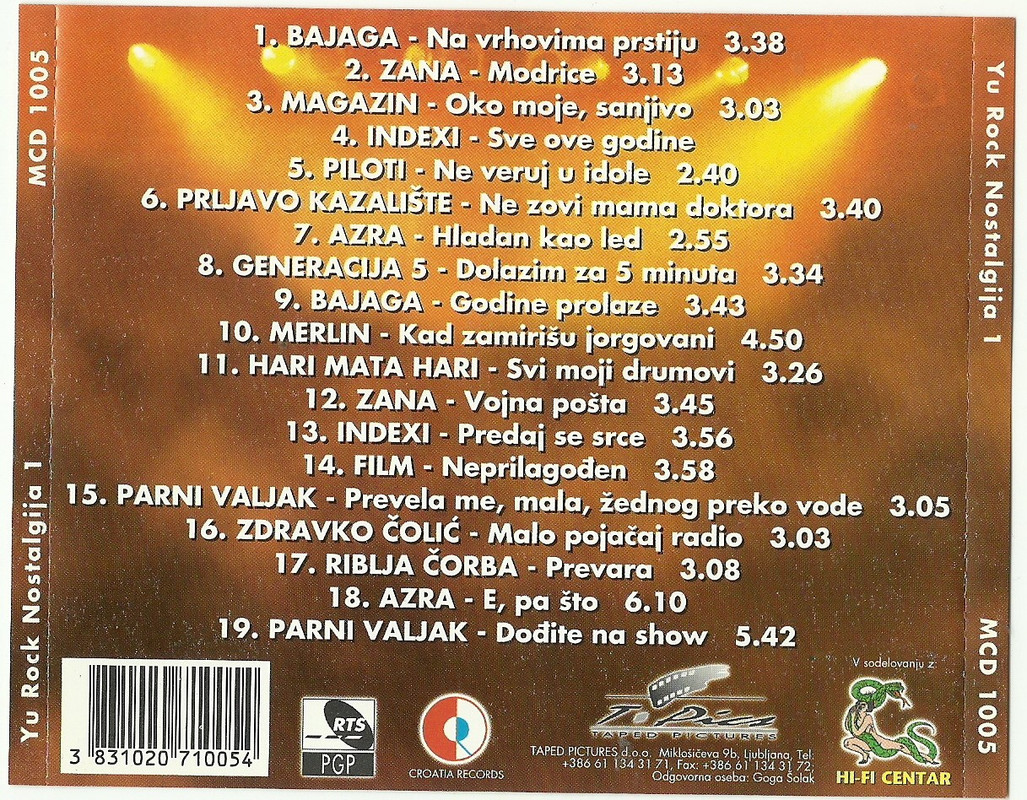 1. BAJAGA - Na vrhovima prstiju 3.38
2. ZANA - Modrice 3.13
3. MAGAZIN - Oko moje, sanjivo 3.03
4. INDEXI - Sve ove godine
5. PILOTI - Ne veruj u idole 2.40
6. PRLJAVO KAZALIŠTE - Ne zovi mama doktora 3.40
7. AZRA - Hladan kao led 2.55
8. GENERACIJA 5 - Dolazim za 5 minuta 3.34
9. BAJAGA - Godine prolaze 3.43
10. MERLIN - Kad zamirišu jorgovani 4.50
11. HARI MATA HARI - Svi moji drumovi 3.26
12. ZANA - Vojna pošta 3.45
13. INDEXI - Predaj se srce 3.56
14. FILM - Neprilagođen 3.58
15. PARNI VALJAK - Prevela me, mala, žednog preko vode 3.05
16. ZDRAVKO ČOLIĆ - Malo pojačaj radio 3.03
17. RIBLJA ČORBA - Prevara 3.08
18. AZRA - E, pa što 6.10
19. PARNI VALJAK - Dođite na show 5.42
Yu Rock Nostalgija 1
MCD 1005
Yu Rock Nostalgija 1
MCD 1005
3 831020 710054
RTS
PGP
CROATIA RECORDS
T. Pics
TAPED PICTURES
TAPED PICTURES d.o.o. Miklošičeva 9b, Ljubljana, Tel:
+386 61 134 31 71, Fax: +386 61 134 31 72
Odgovorna oseba: Goga Šolak
V sodelovanju z:
HI-FI CENTAR